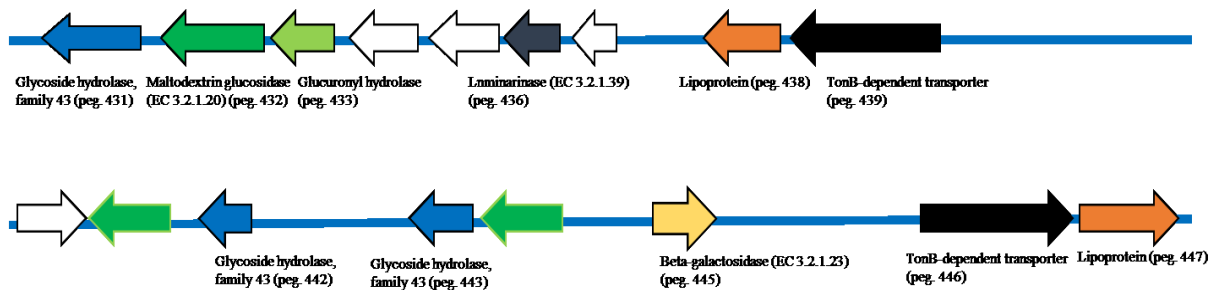 Glycoside hydrolase,
family 43 (peg. 431)
Maltodextrin glucosidase
(EC 3.2.1.20) (peg. 432)
Glucuronyl hydrolase
(peg. 433)
Lnminarinase (EC 3.2.1.39)
(peg. 436)
Lipoprotein (peg. 438)
TonB-dependent transporter
(peg. 439)
Glycoside hydrolase,
family 43 (peg. 442)
Glycoside hydrolase,
family 43 (peg. 443)
Beta-galactosidase (EC 3.2.1.23)
(peg. 445)
TonB-dependent transporter
(peg. 446)
Lipoprotein (peg. 447)